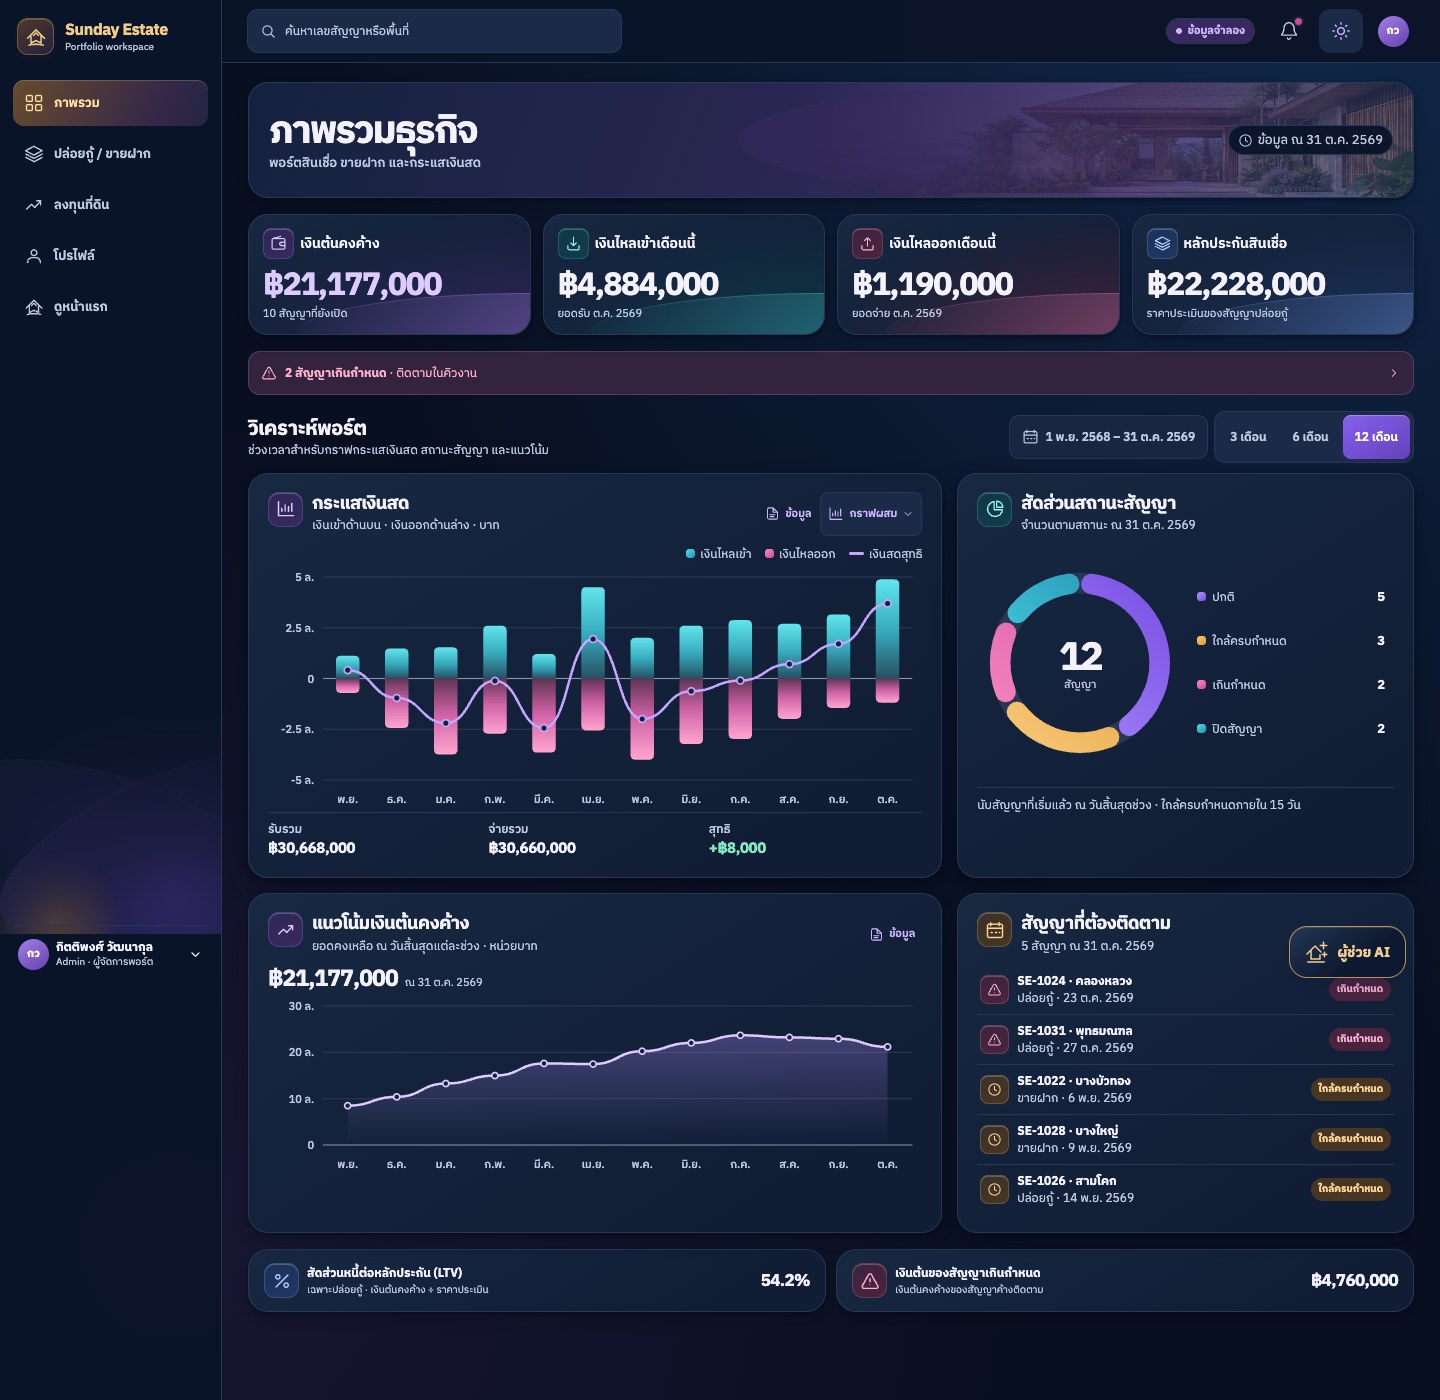 Sunday Estate
Portfolio workspace
ภาพรวม
ปล่อยกู้ / ขายฝาก
ลงทุนที่ดิน
โปรไฟล์
ดูหน้าแรก
กว กิตติพงศ์ วัฒนากุล
Admin · ผู้จัดการพอร์ต
ค้นหาเลขสัญญาหรือพื้นที่
ข้อมูลจำลอง
กว
ภาพรวมธุรกิจ
พอร์ตสินเชื่อ ขายฝาก และกระแสเงินสด
ข้อมูล ณ 31 ต.ค. 2569
เงินต้นคงค้าง
฿21,177,000
10 สัญญาที่ยังเปิด
เงินไหลเข้าเดือนนี้
฿4,884,000
ยอดรับ ต.ค. 2569
เงินไหลออกเดือนนี้
฿1,190,000
ยอดจ่าย ต.ค. 2569
หลักประกันสินเชื่อ
฿22,228,000
ราคาประเมินของสัญญาปล่อยกู้
2 สัญญาเกินกำหนด · ติดตามในคิวงาน
วิเคราะห์พอร์ต
ช่วงเวลาสำหรับกราฟกระแสเงินสด สถานะสัญญา และแนวโน้ม
1 พ.ย. 2568 – 31 ต.ค. 2569
3 เดือน 6 เดือน 12 เดือน
กระแสเงินสด
เงินเข้าด้านบน · เงินออกด้านล่าง · บาท
ข้อมูล กราฟผสม
เงินไหลเข้า เงินไหลออก เงินสดสุทธิ
5 ล.
2.5 ล.
0
-2.5 ล.
-5 ล.
พ.ย. ธ.ค. ม.ค. ก.พ. มี.ค. เม.ย. พ.ค. มิ.ย. ก.ค. ส.ค. ก.ย. ต.ค.
รับรวม จ่ายรวม สุทธิ
฿30,668,000 ฿30,660,000 +฿8,000
สัดส่วนสถานะสัญญา
จำนวนตามสถานะ ณ 31 ต.ค. 2569
12
สัญญา
ปกติ 5
ใกล้ครบกำหนด 3
เกินกำหนด 2
ปิดสัญญา 2
นับสัญญาที่เริ่มแล้ว ณ วันสิ้นสุดช่วง · ใกล้ครบกำหนดภายใน 15 วัน
แนวโน้มเงินต้นคงค้าง
ยอดคงเหลือ ณ วันสิ้นสุดแต่ละช่วง · หน่วยบาท
ข้อมูล
฿21,177,000 ณ 31 ต.ค. 2569
30 ล.
20 ล.
10 ล.
0
พ.ย. ธ.ค. ม.ค. ก.พ. มี.ค. เม.ย. พ.ค. มิ.ย. ก.ค. ส.ค. ก.ย. ต.ค.
สัญญาที่ต้องติดตาม
5 สัญญา ณ 31 ต.ค. 2569
ผู้ช่วย AI
SE-1024 · คลองหลวง
ปล่อยกู้ · 23 ต.ค. 2569
เกินกำหนด
SE-1031 · พุทธมณฑล
ปล่อยกู้ · 27 ต.ค. 2569
เกินกำหนด
SE-1022 · บางบัวทอง
ขายฝาก · 6 พ.ย. 2569
ใกล้ครบกำหนด
SE-1028 · บางใหญ่
ขายฝาก · 9 พ.ย. 2569
ใกล้ครบกำหนด
SE-1026 · สามโคก
ปล่อยกู้ · 14 พ.ย. 2569
ใกล้ครบกำหนด
สัดส่วนหนี้ต่อหลักประกัน (LTV)
เฉพาะปล่อยกู้ · เงินต้นคงค้าง ÷ ราคาประเมิน
54.2%
เงินต้นของสัญญาเกินกำหนด
เงินต้นคงค้างของสัญญาค้างติดตาม
฿4,760,000